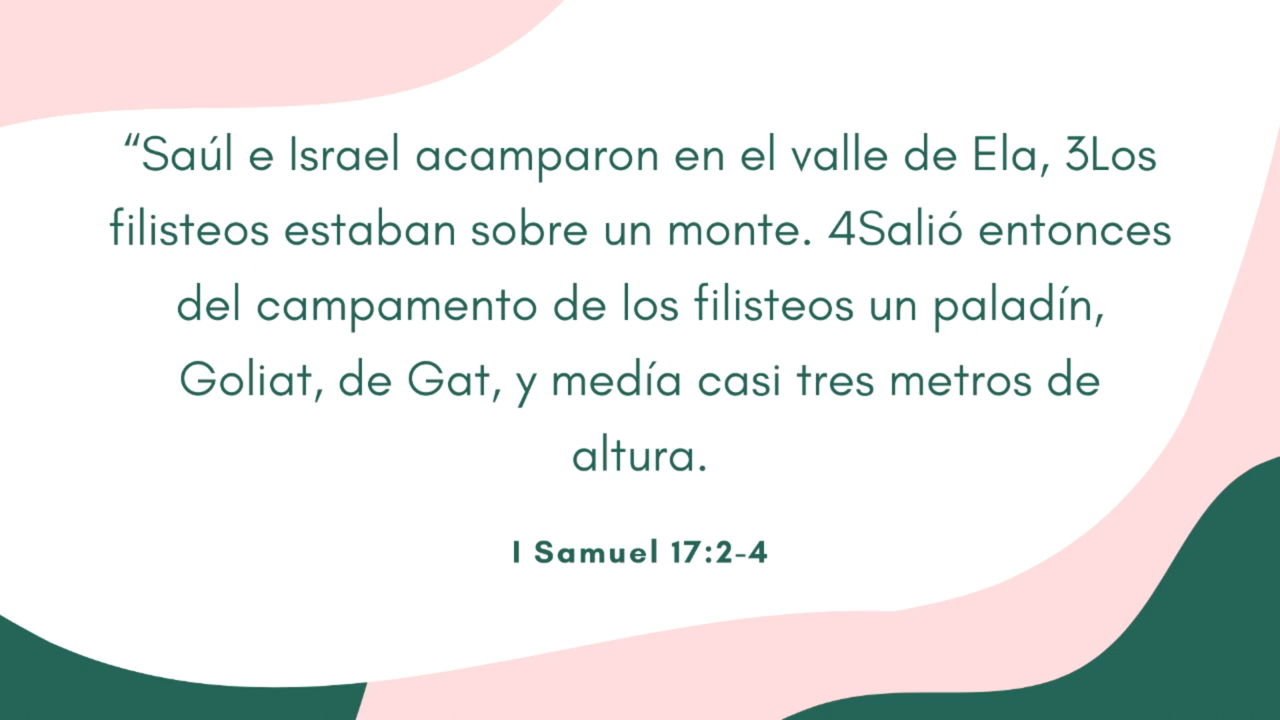 “Saúl e Israel acamparon en el valle de Ela, 3Los
filisteos estaban sobre un monte. 4Salió entonces
del campamento de los filisteos un paladín,
Goliat, de Gat, y medía casi tres metros de
altura.
I Samuel 17:2-4